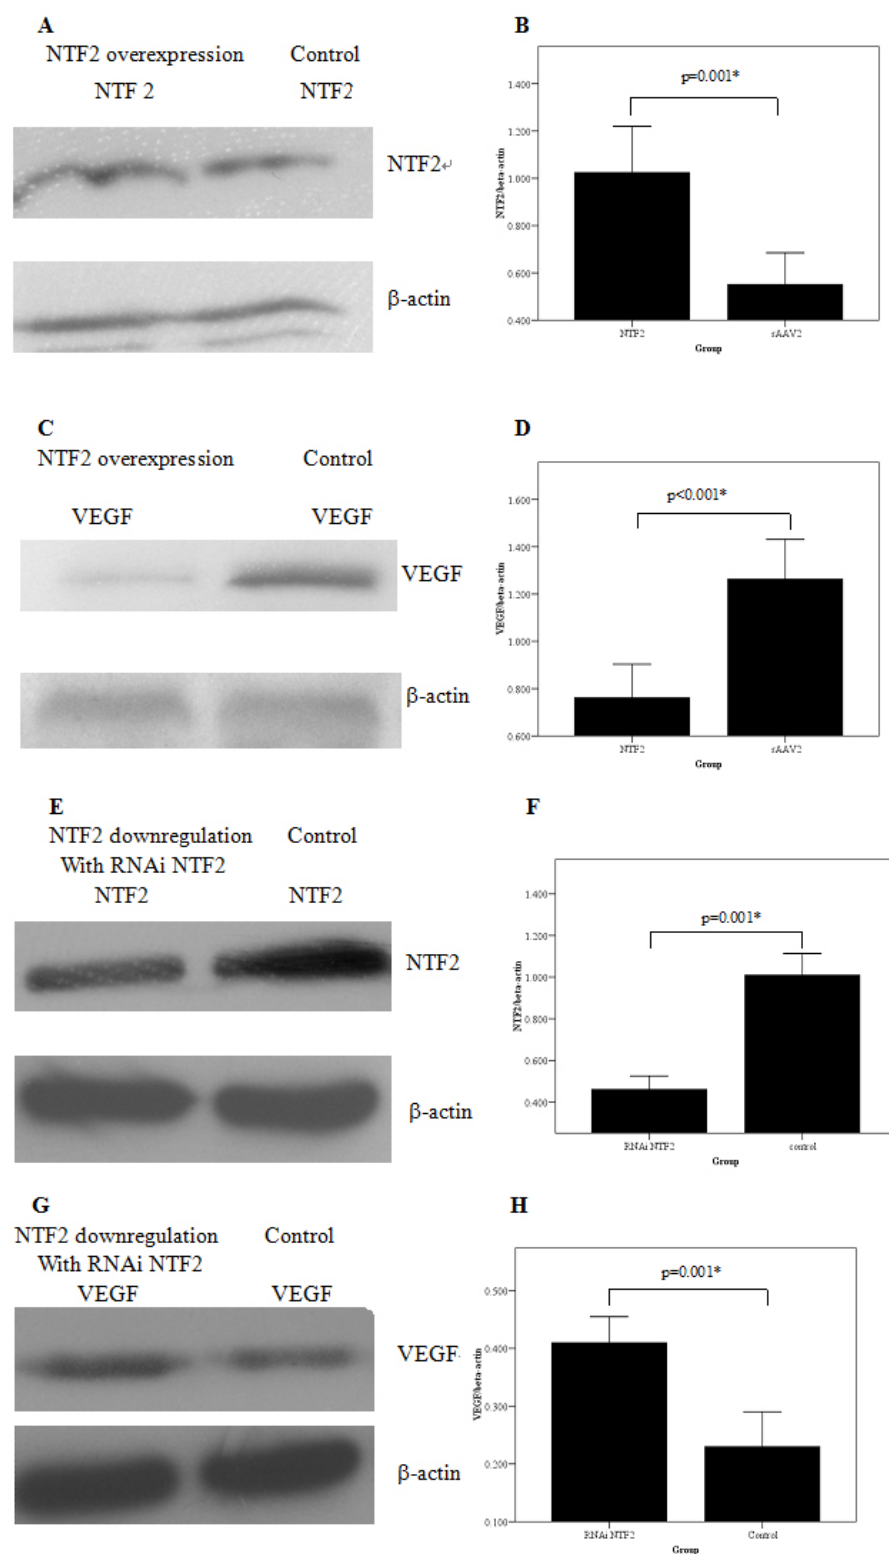 A
NTF2 overexpression Control
NTF 2 NTF2
NTF2↵
β-actin
B
p=0.001*
1.400
1.200
1.000
0.800
0.600
0.400
NTF2/beta-actin
NTF2 rAAV2
Group
C
NTF2 overexpression Control
VEGF VEGF
VEGF
β-actin
D
p<0.001*
1.600
1.400
1.200
1.000
0.800
0.600
VEGF/beta-actin
NTF2 rAAV2
Group
E
NTF2 downregulation Control
With RNAi NTF2
NTF2 NTF2
NTF2
β-actin
F
p=0.001*
1.400
1.200
1.000
0.800
0.600
0.400
NTF2/beta-actin
RNAi NTF2 control
Group
G
NTF2 downregulation Control
With RNAi NTF2
VEGF VEGF
VEGF
β-actin
H
p=0.001*
0.500
0.400
0.300
0.200
0.100
VEGF/beta-actin
RNAi NTF2 Control
Group